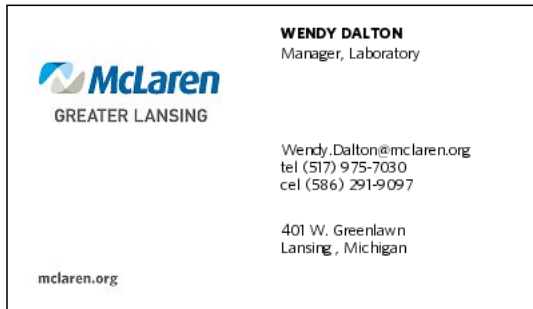 McLaren
GREATER LANSING
mclaren.org
WENDY DALTON
Manager, Laboratory
Wendy.Dalton@mclaren.org
tel (517) 975-7030
cel (586) 291-9097
401 W. Greenlawn
Lansing , Michigan